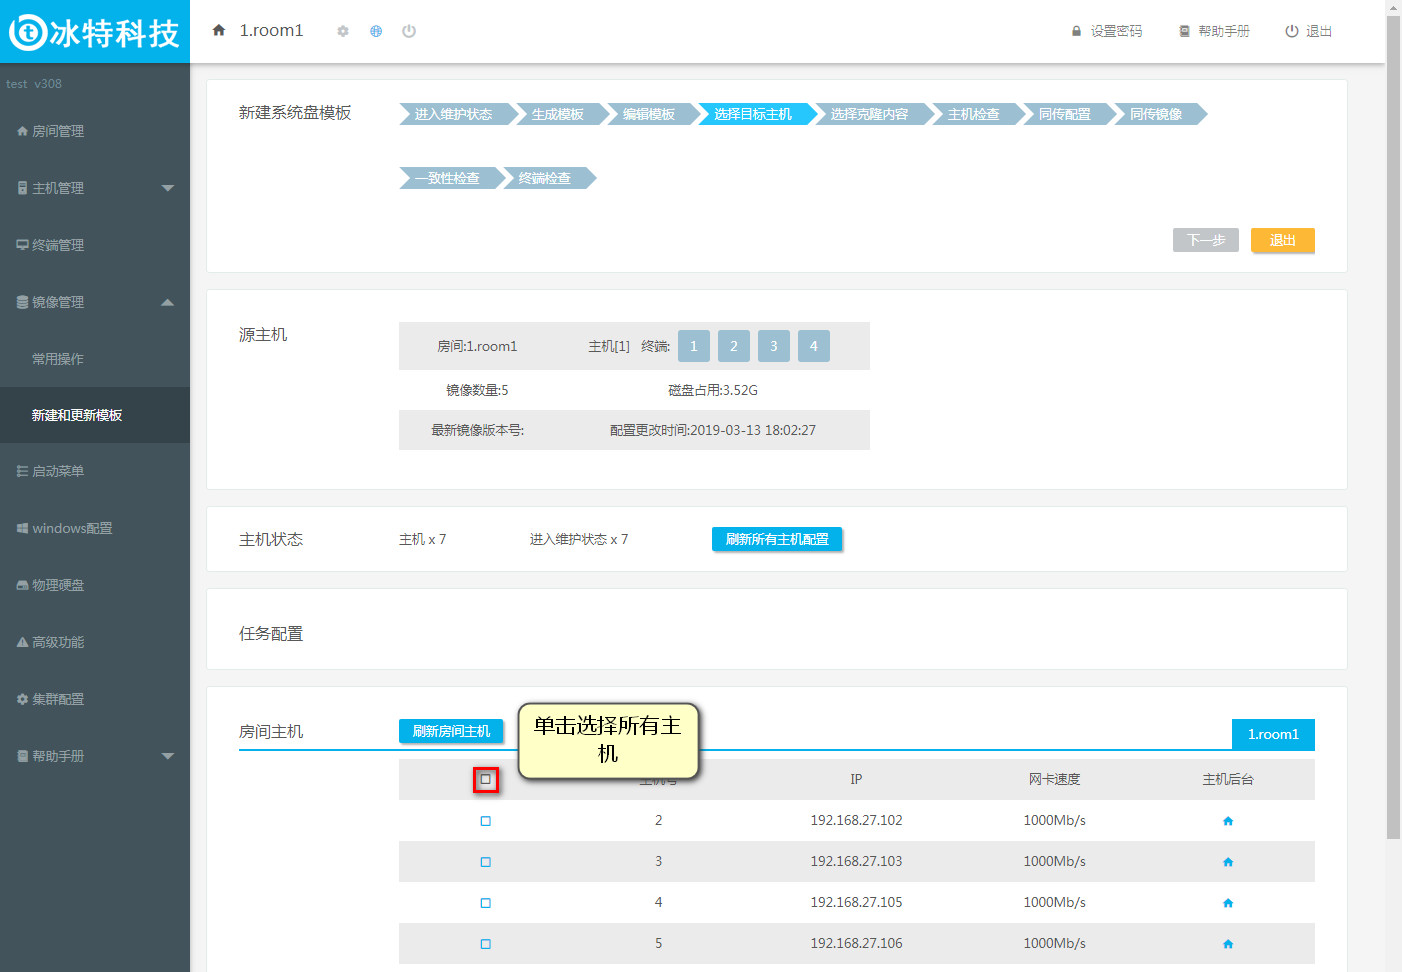 冰特科技
1.room1
设置密码
帮助手册
退出
test v308
房间管理
主机管理
终端管理
镜像管理
常用操作
新建和更新模板
启动菜单
windows配置
物理硬盘
高级功能
集群配置
帮助手册
新建系统盘模板
进入维护状态
生成模板
编辑模板
选择目标主机
选择克隆内容
主机检查
同传配置
同传镜像
一致性检查
终端检查
下一步
退出
源主机
房间:1.room1
主机[1] 终端: 1 2 3 4
镜像数量:5
磁盘占用:3.52G
最新镜像版本号:
配置更改时间:2019-03-13 18:02:27
主机状态
主机 x 7
进入维护状态 x 7
刷新所有主机配置
任务配置
房间主机
刷新房间主机
单击选择所有主
机
1.room1
主机号 IP 网卡速度 主机后台
2 192.168.27.102 1000Mb/s
3 192.168.27.103 1000Mb/s
4 192.168.27.105 1000Mb/s
5 192.168.27.106 1000Mb/s